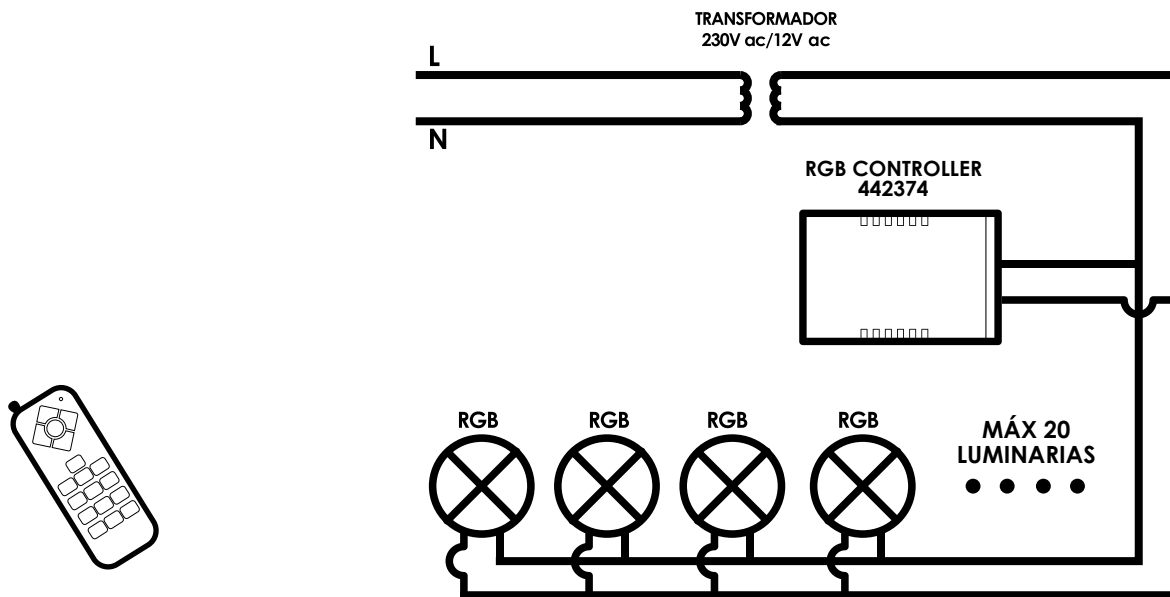 TRANSFORMADOR
230V ac/12V ac
L
N
RGB CONTROLLER
442374
RGB
RGB
RGB
RGB
MÁX 20
LUMINARIAS